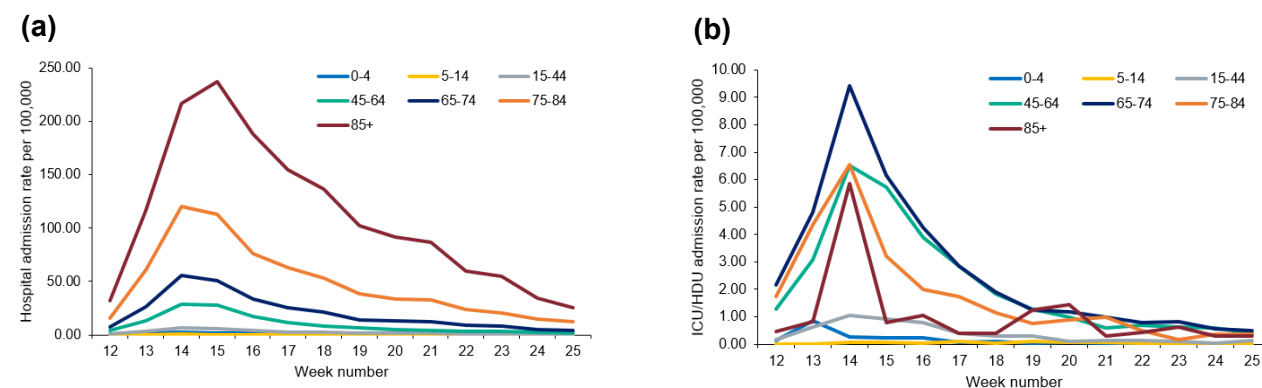 (a)
250.00
200.00
150.00
100.00
50.00
0.00
Hospital admission rate per 100,000
0-4 5-14 15-44
45-64 65-74 75-84
85+
12 13 14 15 16 17 18 19 20 21 22 23 24 25
Week number
(b)
10.00
9.00
8.00
7.00
6.00
5.00
4.00
3.00
2.00
1.00
0.00
ICU/HDU admission rate per 100,000
0-4 5-14 15-44
45-64 65-74 75-84
85+
12 13 14 15 16 17 18 19 20 21 22 23 24 25
Week number